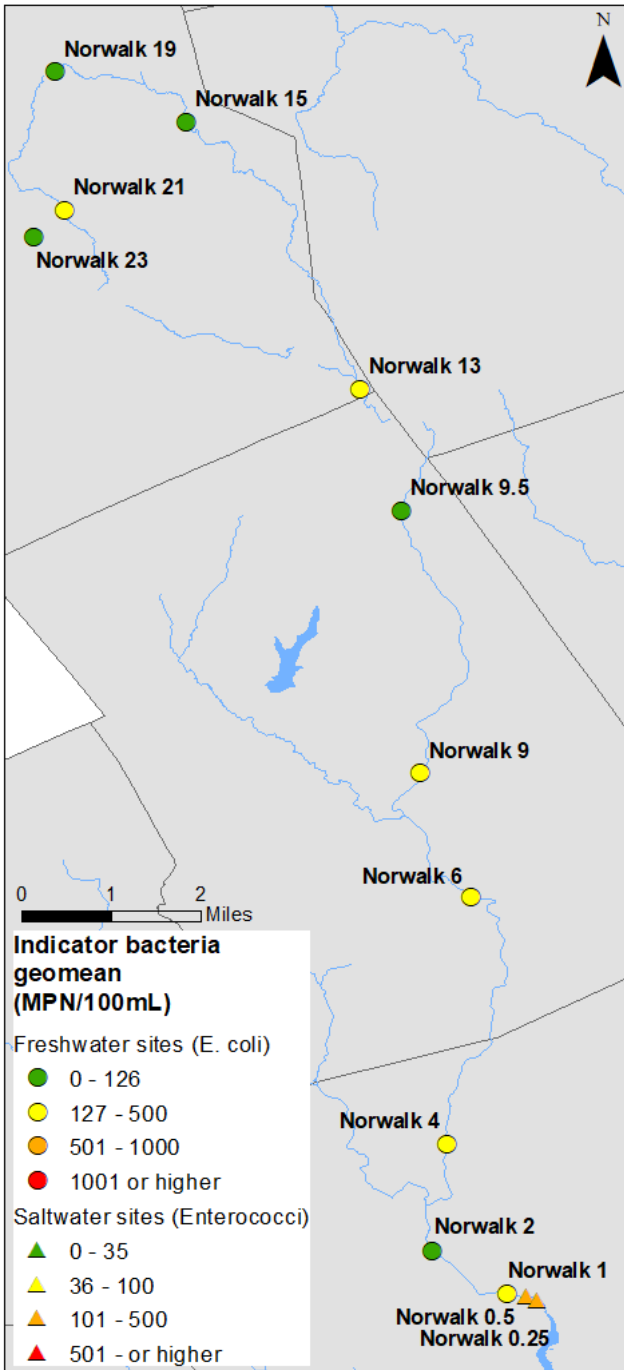 N
Norwalk 19
Norwalk 15
Norwalk 21
Norwalk 23
Norwalk 13
Norwalk 9.5
Norwalk 9
Norwalk 6
0 1 2
Miles
Indicator bacteria
geomean
(MPN/100mL)
Freshwater sites (E. coli)
0 - 126
127 - 500
501 - 1000
1001 or higher
Saltwater sites (Enterococci)
0 - 35
36 - 100
101 - 500
501 - or higher
Norwalk 4
Norwalk 2
Norwalk 1
Norwalk 0.5
Norwalk 0.25